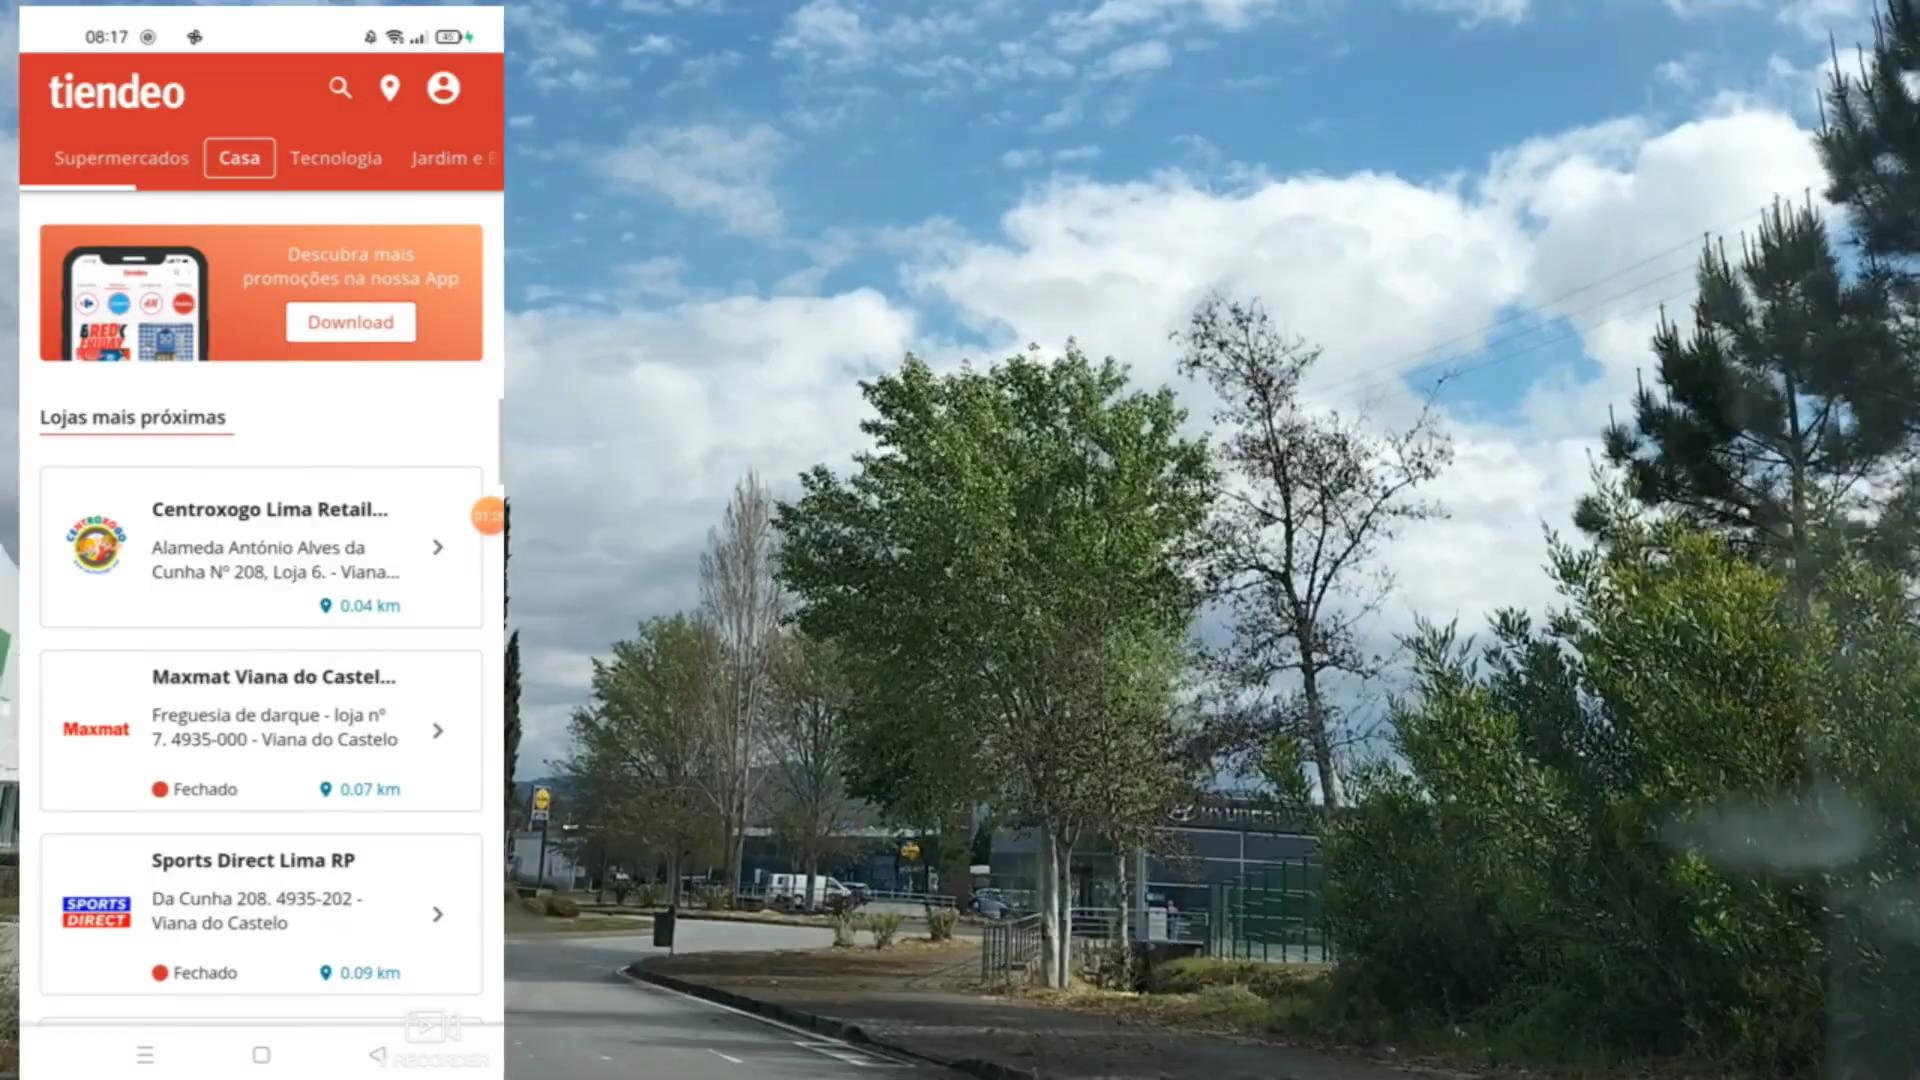 08:17
45
tiendeo
Supermercados Casa Tecnologia Jardim e B
Descubra mais
promoções na nossa App
Download
Lojas mais próximas
Centroxogo Lima Retail...
Alameda António Alves da
Cunha Nº 208, Loja 6. - Viana...
0.04 km
Maxmat Viana do Castel...
Maxmat
Freguesia de darque - loja nº
7. 4935-000 - Viana do Castelo
Fechado 0.07 km
Sports Direct Lima RP
SPORTS
DIRECT
Da Cunha 208. 4935-202 -
Viana do Castelo
Fechado 0.09 km
RECORDER